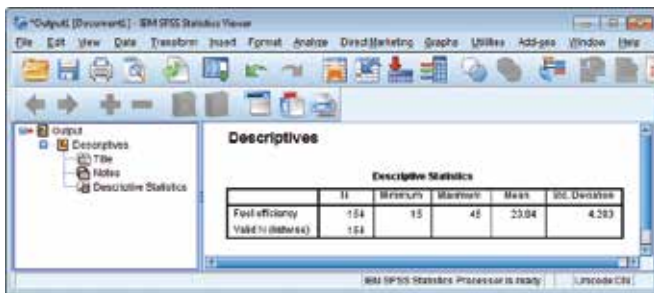 *Output1 [Document1] - IBM SPSS Statistics Viewer
File Edit View Data Transform Insert Format Analyze Direct Marketing Graphs Utilities Add-ons Window Help
Output
Descriptives
Title
Notes
Descriptive Statistics
Descriptives
Descriptive Statistics
N Minimum Maximum Mean Std. Deviation
Fuel efficiency 154 15 45 23.84 4.283
Valid N (listwise) 154
IBM SPSS Statistics Processor is ready Unicode:ON